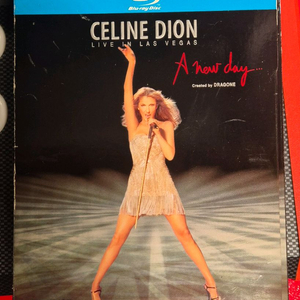 Blu-ray Disc
CELINE DION
LIVE IN LAS VEGAS
A new day...
Created by DRAGONE